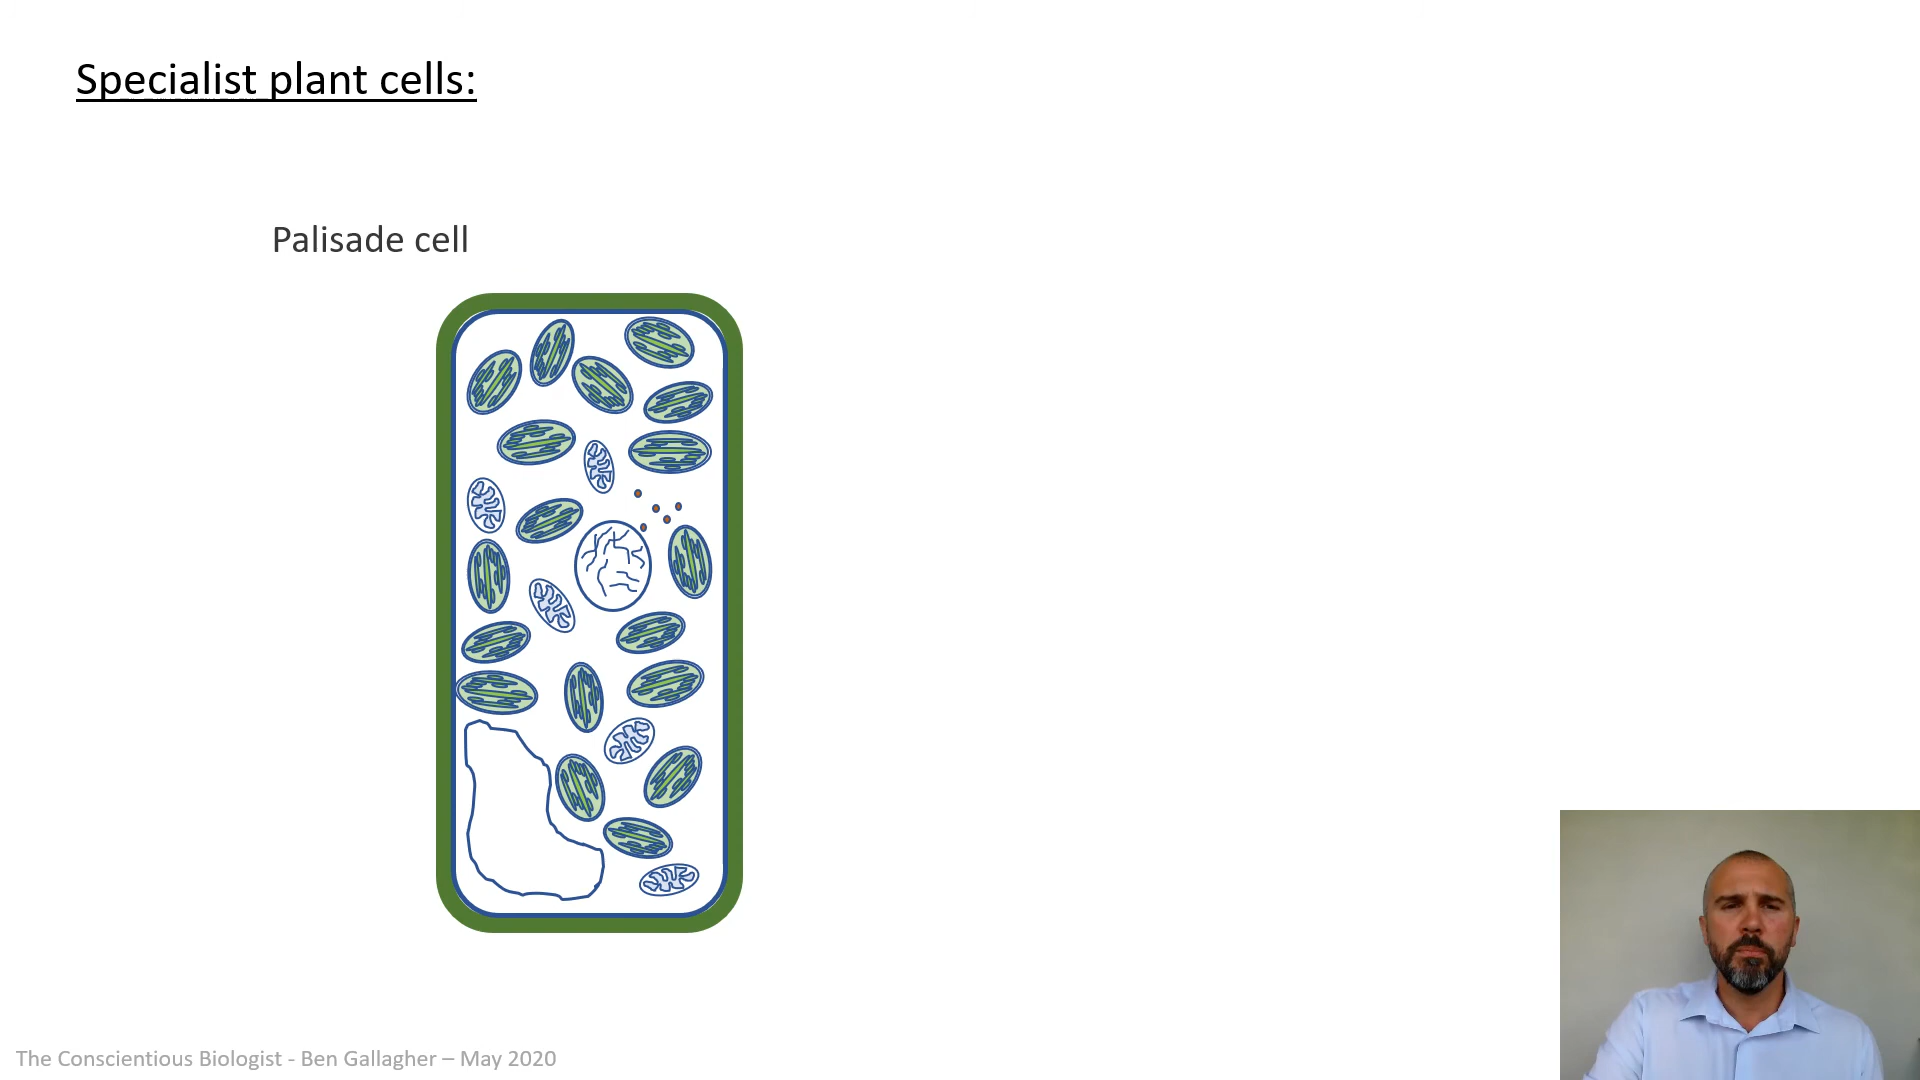 Specialist plant cells:
Palisade cell
The Conscientious Biologist - Ben Gallagher – May 2020